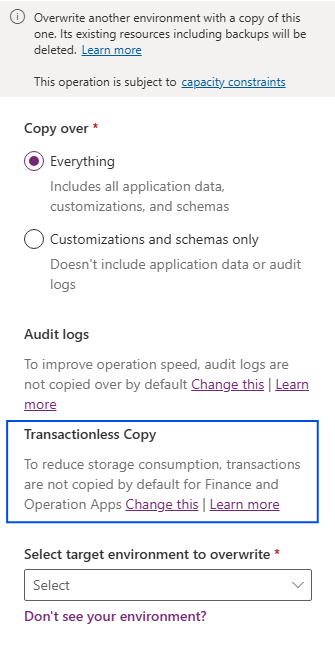 Overwrite another environment with a copy of this
one. Its existing resources including backups will be
deleted. Learn more
This operation is subject to capacity constraints
Copy over *
Everything
Includes all application data,
customizations, and schemas
Customizations and schemas only
Doesn't include application data or audit
logs
Audit logs
To improve operation speed, audit logs are
not copied over by default Change this | Learn
more
Transactionless Copy
To reduce storage consumption, transactions
are not copied by default for Finance and
Operation Apps Change this | Learn more
Select target environment to overwrite *
Select
Don't see your environment?